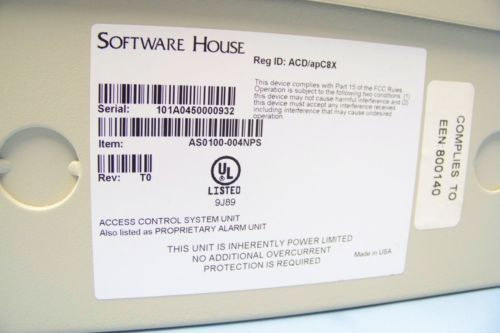 SOFTWARE HOUSE
Reg ID: ACD/apC8X
This device complies with Part 15 of the FCC Rules.
Operation is subject to the following two conditions. (1)
this device may not cause harmful interference and (2)
this device must accept any interference received
including interference that may cause undesired
operation.
Serial: 101A0450000932
Item: AS0100-004NPS
Rev: T0
UL
LISTED
9J89
ACCESS CONTROL SYSTEM UNIT
Also listed as PROPRIETARY ALARM UNIT
THIS UNIT IS INHERENTLY POWER LIMITED
NO ADDITIONAL OVERCURRENT
PROTECTION IS REQUIRED
Made in USA
COMPLIES TO
EEN 800140